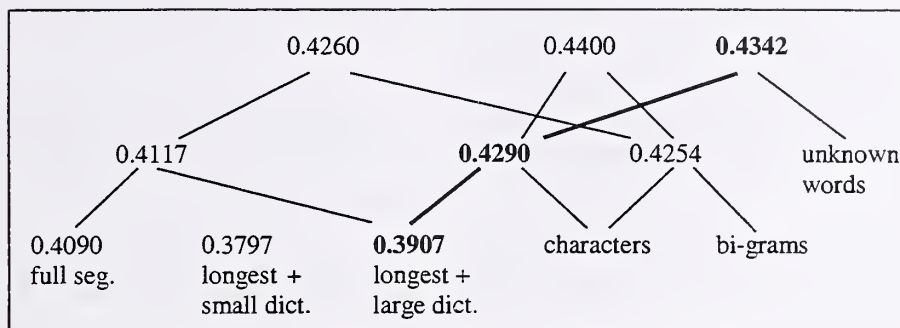 0.4260 0.4400 0.4342
0.4117 0.4290 0.4254 unknown
words
0.4090 0.3797 0.3907 characters bi-grams
full seg. longest + longest +
small dict. large dict.